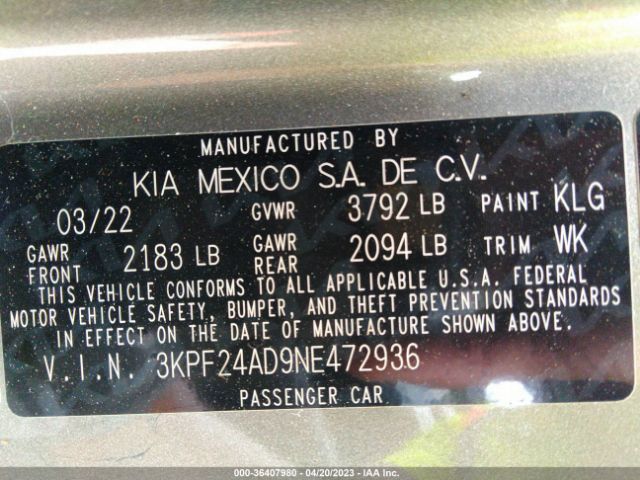 MANUFACTURED BY
KIA MEXICO S.A. DE C.V.
03/22 GVWR 3792 LB PAINT KLG
GAWR FRONT 2183 LB GAWR REAR 2094 LB TRIM WK
THIS VEHICLE CONFORMS TO ALL APPLICABLE U.S.A. FEDERAL
MOTOR VEHICLE SAFETY, BUMPER, AND THEFT PREVENTION STANDARDS
IN EFFECT ON THE DATE OF MANUFACTURE SHOWN ABOVE.
V.I.N. 3KPF24AD9NE472936
PASSENGER CAR
000-36407980 - 04/20/2023 - IAA Inc.